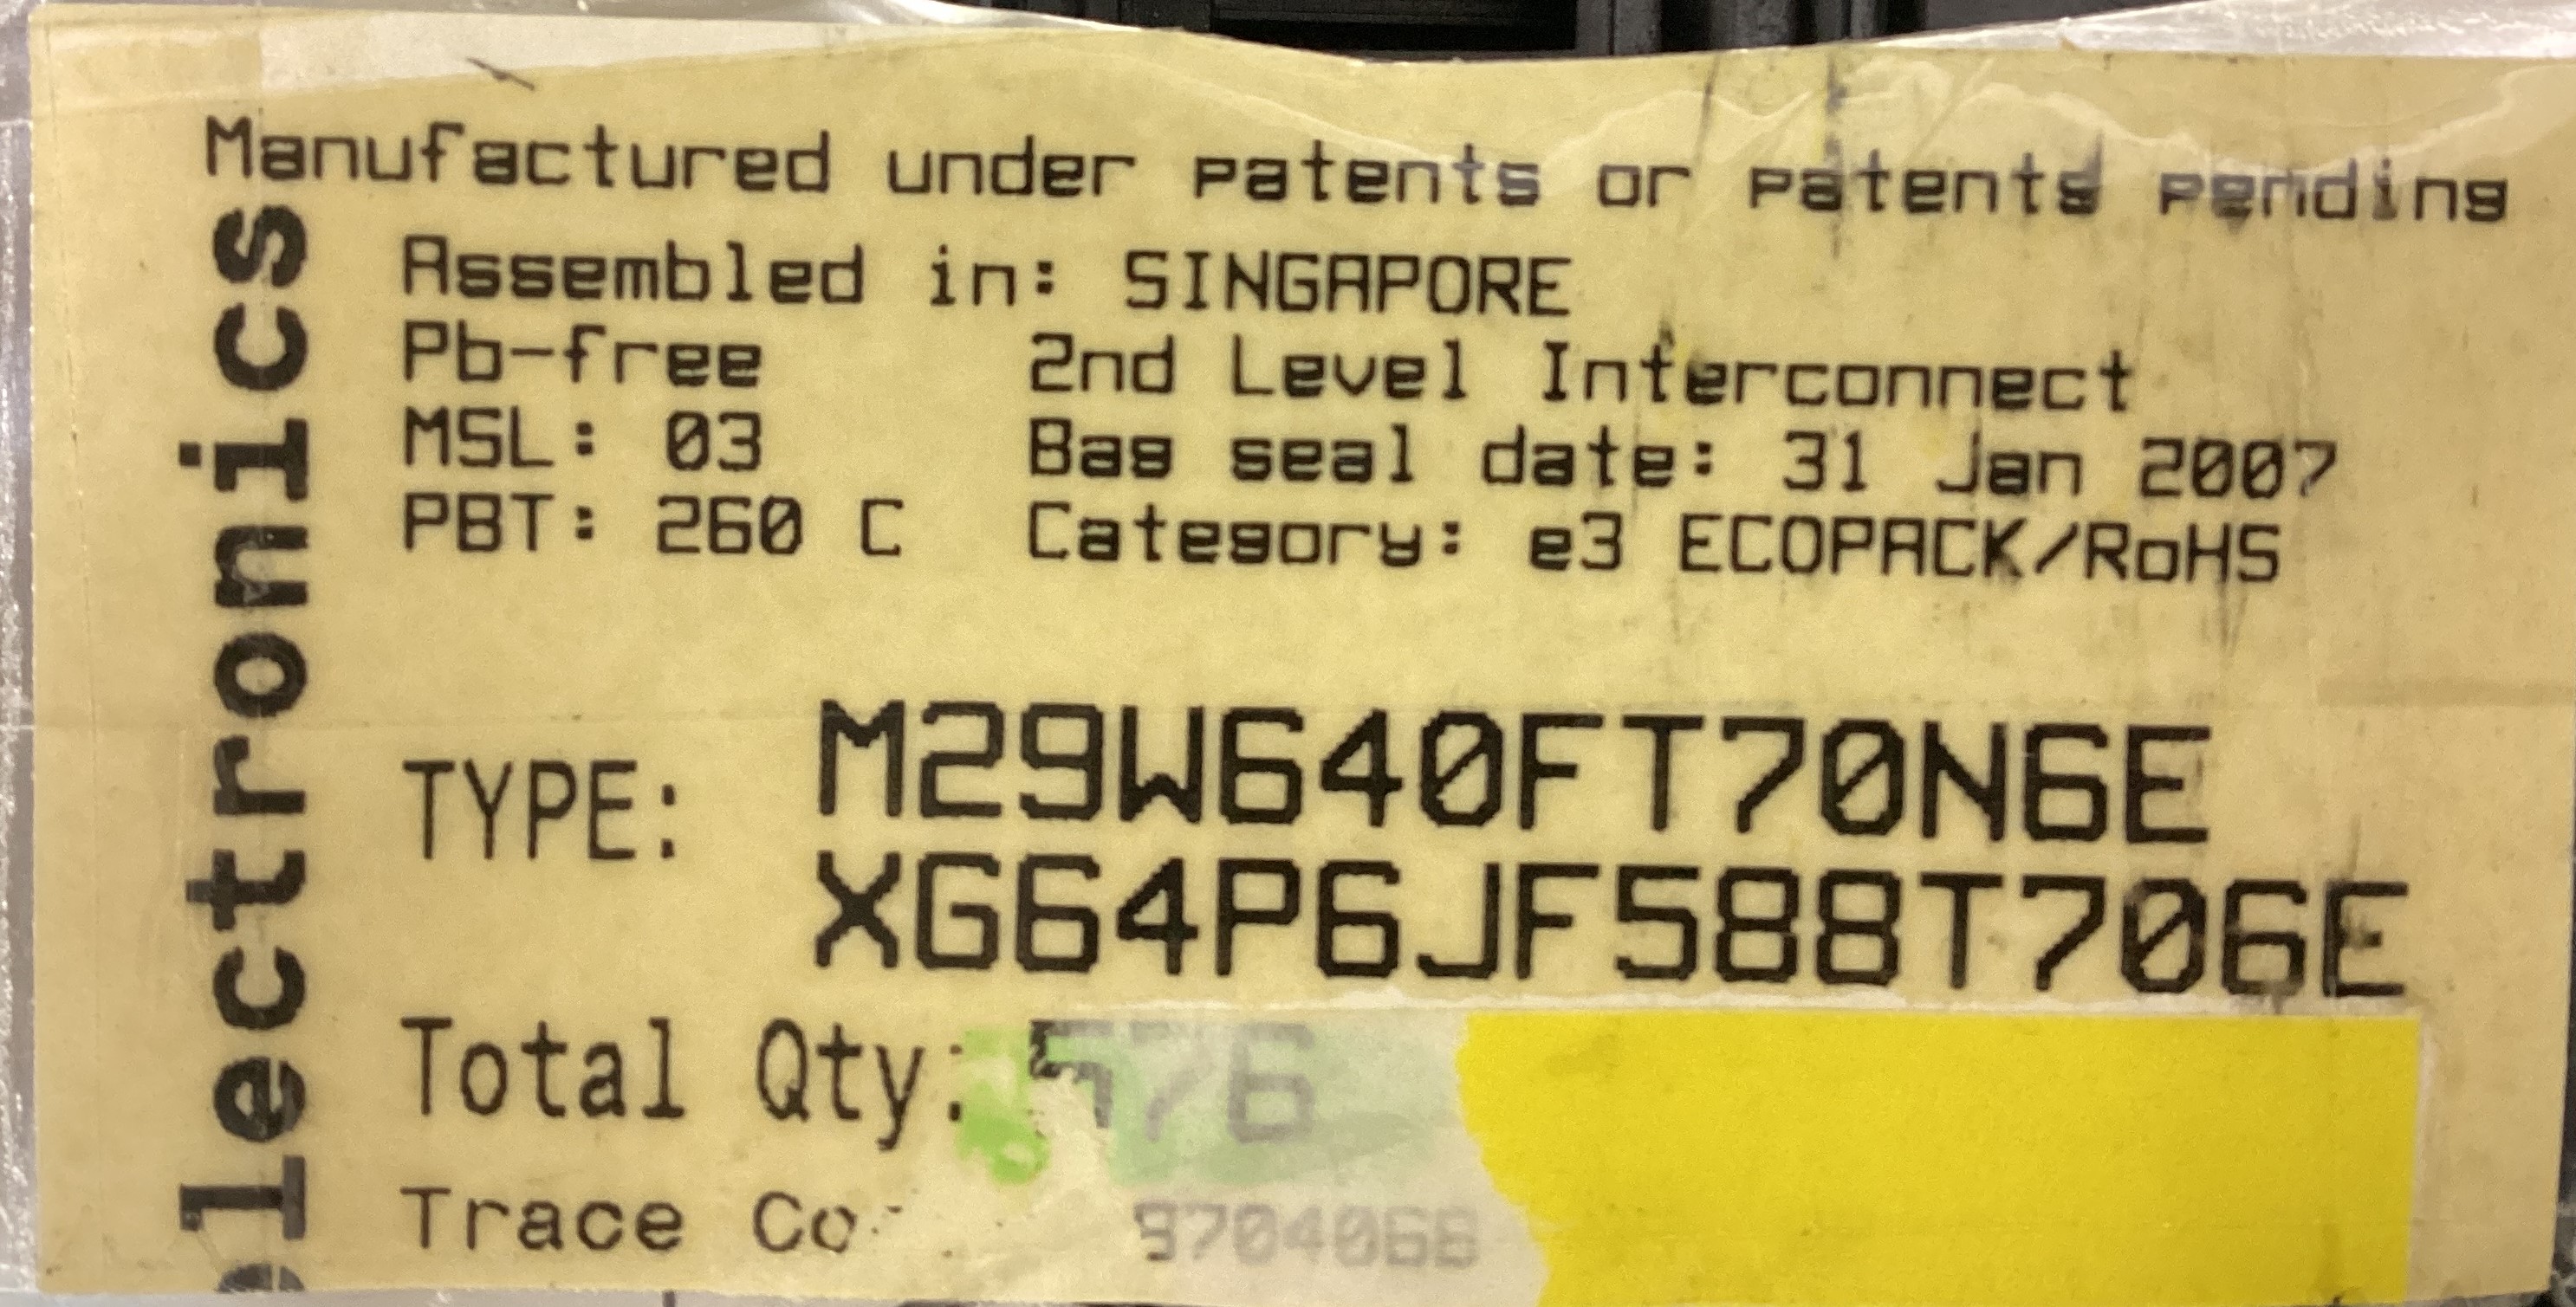 Manufactured under patents or patents pending
Assembled in: SINGAPORE
Pb-free 2nd Level Interconnect
MSL: 03 Bag seal date: 31 Jan 2007
PBT: 260 C Category: e3 ECOPACK/RoHS
TYPE: M29W640FT70N6E
XG64P6JF588T706E
Total Qty: 576
Trace Co
lectronics